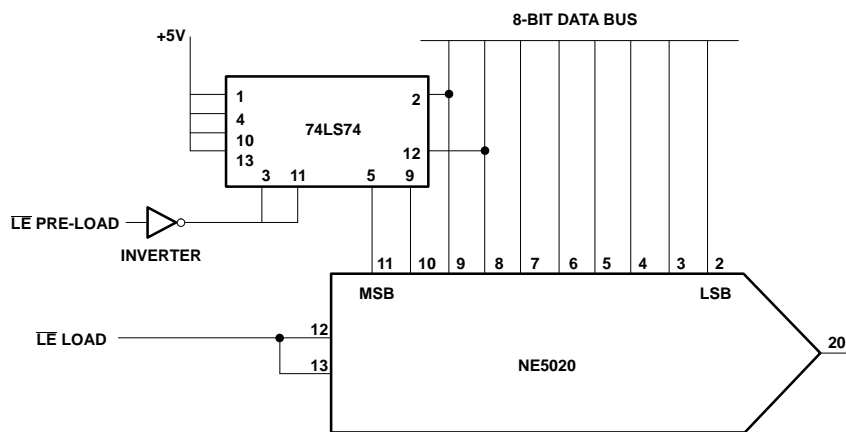 8-BIT DATA BUS
+5V
1
2
4
74LS74
10
12
13
3 11 5 9
LE PRE-LOAD
INVERTER
11 10 9 8 7 6 5 4 3 2
MSB LSB
12
LE LOAD
20
13
NE5020